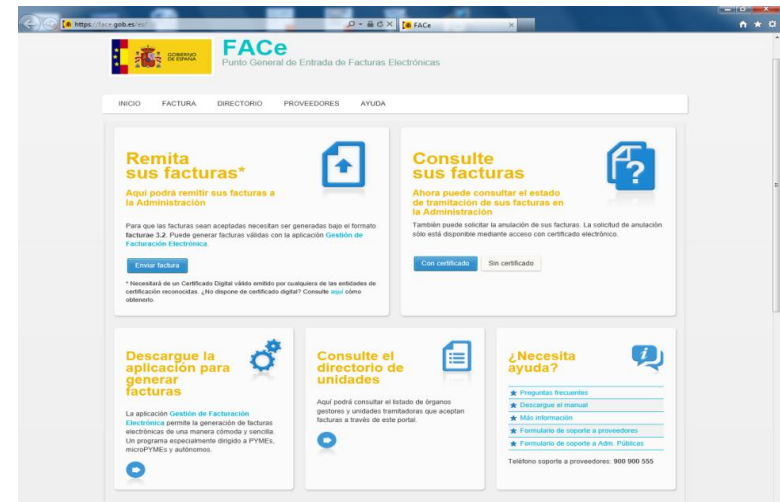 https://face.gob.es/es/
FACe
GOBIERNO
DE ESPAÑA
FACe
Punto General de Entrada de Facturas Electrónicas
INICIO FACTURA DIRECTORIO PROVEEDORES AYUDA
Remita
sus facturas*
Aquí podrá remitir sus facturas a
la Administración
Para que las facturas sean aceptadas necesitan ser generadas bajo el formato
facturae 3.2. Puede generar facturas válidas con la aplicación Gestión de
Facturación Electrónica.
Enviar factura
* Necesitará de un Certificado Digital válido emitido por cualquiera de las entidades de
certificación reconocidas. ¿No dispone de certificado digital? Consulte aquí cómo
obtenerlo.
Consulte
sus facturas
Ahora puede consultar el estado
de tramitación de sus facturas en
la Administración
También puede solicitar la anulación de sus facturas. La solicitud de anulación
sólo está disponible mediante acceso con certificado electrónico.
Con certificado Sin certificado
Descargue la
aplicación para
generar
facturas
La aplicación Gestión de Facturación
Electrónica permite la generación de facturas
electrónicas de una manera cómoda y sencilla.
Un programa especialmente dirigido a PYMEs,
microPYMEs y autónomos.
Consulte el
directorio de
unidades
Aquí podrá consultar el listado de órganos
gestores y unidades tramitadoras que aceptan
facturas a través de este portal.
¿Necesita
ayuda?
Preguntas frecuentes
Descargue el manual
Más información
Formulario de soporte a proveedores
Formulario de soporte a Adm. Públicas
Teléfono soporte a proveedores: 900 900 555